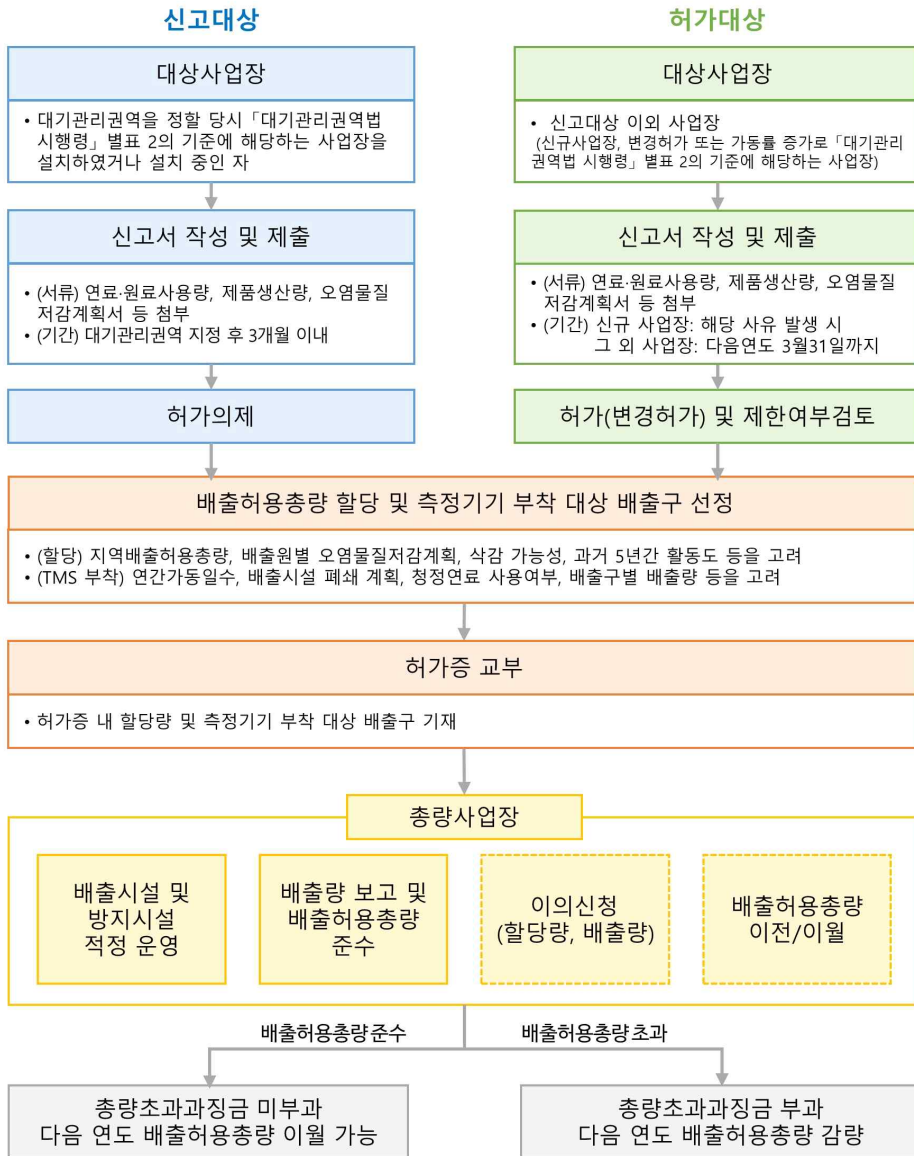 신고대상
대상사업장
• 대기관리권역을 정할 당시「대기관리권역법
시행령」별표 2의 기준에 해당하는 사업장을
설치하였거나 설치 중인 자
신고서 작성 및 제출
• (서류) 연료·원료사용량, 제품생산량, 오염물질
저감계획서 등 첨부
• (기간) 대기관리권역 지정 후 3개월 이내
허가의제
허가대상
대상사업장
• 신고대상 이외 사업장
(신규사업장, 변경허가 또는 가동률 증가로「대기관리
권역법 시행령」별표 2의 기준에 해당하는 사업장)
신고서 작성 및 제출
• (서류) 연료·원료사용량, 제품생산량, 오염물질
저감계획서 등 첨부
• (기간) 신규 사업장: 해당 사유 발생 시
그 외 사업장: 다음연도 3월31일까지
허가(변경허가) 및 제한여부검토
배출허용총량 할당 및 측정기기 부착 대상 배출구 선정
• (할당) 지역배출허용총량, 배출원별 오염물질저감계획, 삭감 가능성, 과거 5년간 활동도 등을 고려
• (TMS 부착) 연간가동일수, 배출시설 폐쇄 계획, 청정연료 사용여부, 배출구별 배출량 등을 고려
허가증 교부
• 허가증 내 할당량 및 측정기기 부착 대상 배출구 기재
총량사업장
배출시설 및
방지시설
적정 운영
배출량 보고 및
배출허용총량
준수
이의신청
(할당량, 배출량)
배출허용총량
이전/이월
배출허용총량 준수
배출허용총량 초과
총량초과과징금 미부과
다음 연도 배출허용총량 이월 가능
총량초과과징금 부과
다음 연도 배출허용총량 감량